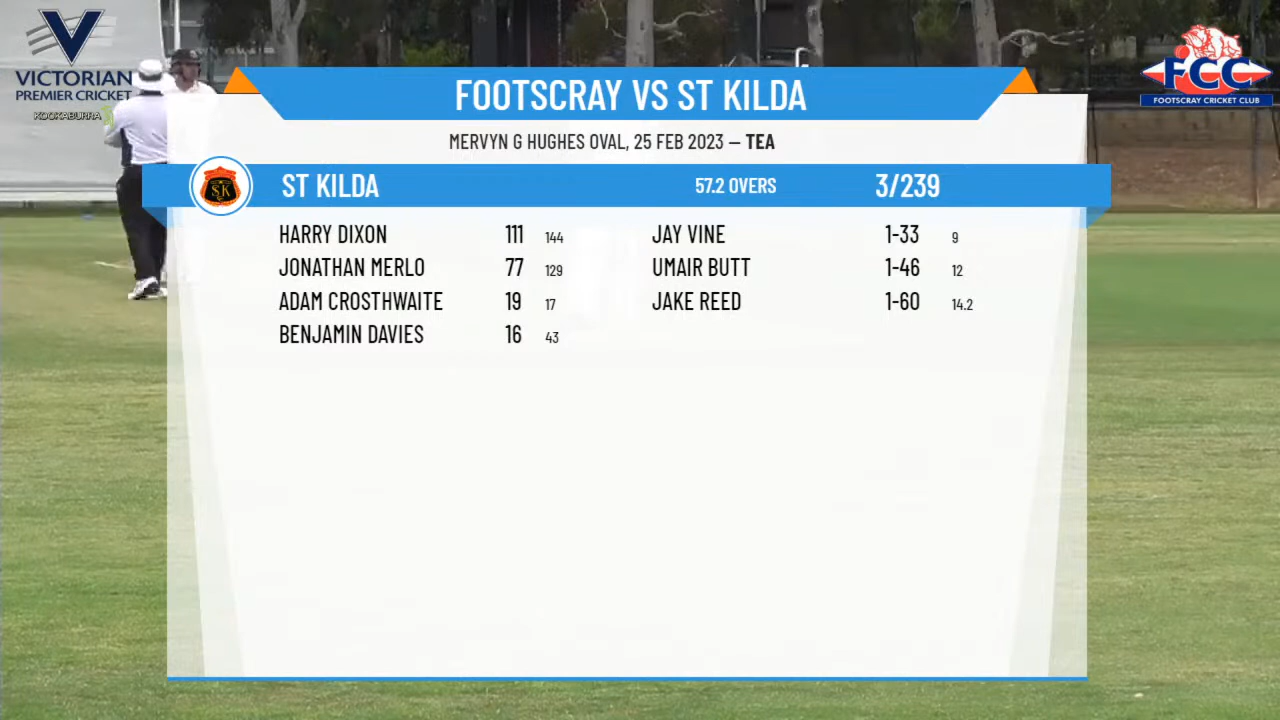 VICTORIAN
PREMIER CRICKET
KOOKABURRA
FCC
FOOTSCRAY CRICKET CLUB
FOOTSCRAY VS ST KILDA
MERVYN G HUGHES OVAL, 25 FEB 2023 – TEA
SK ST KILDA 57.2 OVERS 3/239
HARRY DIXON 111 144 JAY VINE 1-33 9
JONATHAN MERLO 77 129 UMAIR BUTT 1-46 12
ADAM CROSTHWAITE 19 17 JAKE REED 1-60 14.2
BENJAMIN DAVIES 16 43